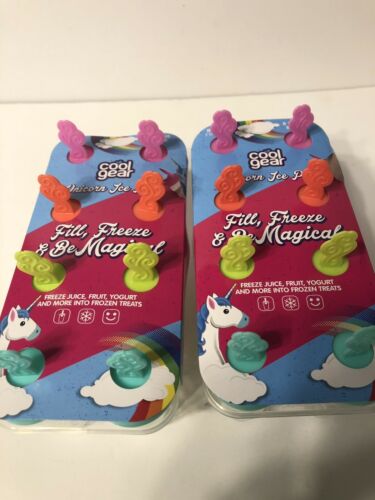 cool
gear
Unicorn Ice
Fill, Freeze
& Be Magical
FREEZE JUICE, FRUIT, YOGURT
AND MORE INTO FROZEN TREATS
cool
gear
Ice
Fill, Freeze
& Be Magical
FREEZE JUICE, FRUIT, YOGURT
AND MORE INTO FROZEN TREATS